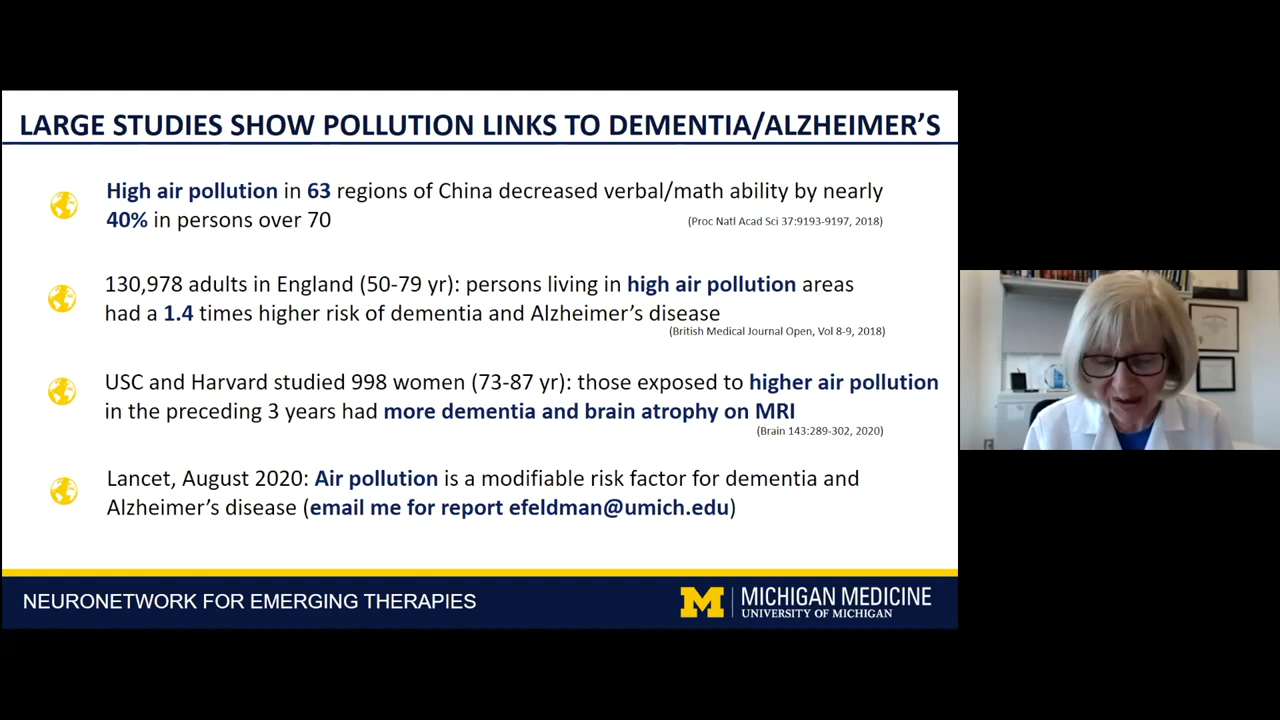 LARGE STUDIES SHOW POLLUTION LINKS TO DEMENTIA/ALZHEIMER'S
High air pollution in 63 regions of China decreased verbal/math ability by nearly
40% in persons over 70
(Proc Natl Acad Sci 37:9193-9197, 2018)
130,978 adults in England (50-79 yr): persons living in high air pollution areas
had a 1.4 times higher risk of dementia and Alzheimer's disease
(British Medical Journal Open, Vol 8-9, 2018)
USC and Harvard studied 998 women (73-87 yr): those exposed to higher air pollution
in the preceding 3 years had more dementia and brain atrophy on MRI
(Brain 143:289-302, 2020)
Lancet, August 2020: Air pollution is a modifiable risk factor for dementia and
Alzheimer's disease (email me for report efeldman@umich.edu)
NEURONETWORK FOR EMERGING THERAPIES
M MICHIGAN MEDICINE
UNIVERSITY OF MICHIGAN